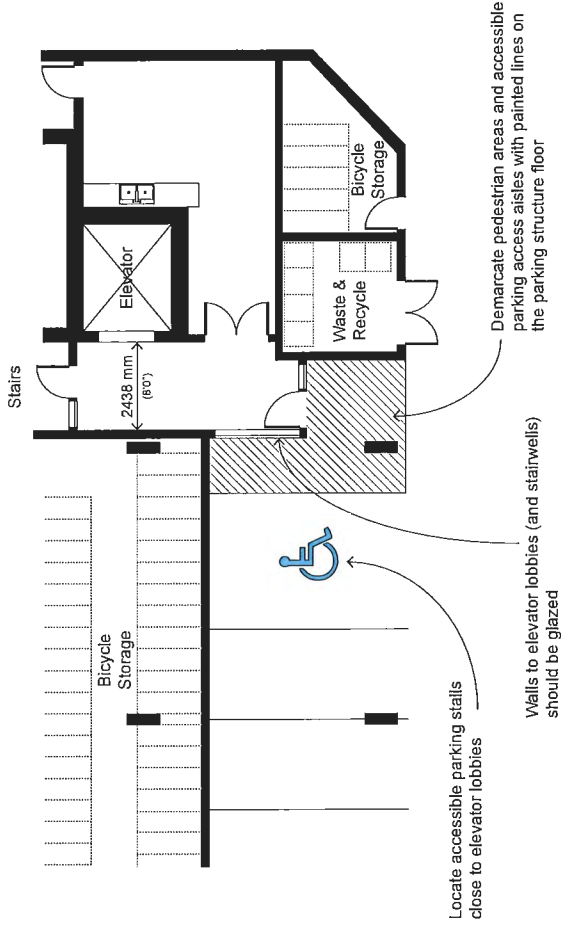 Stairs
2438 mm
(8'0")
Elevator
Bicycle
Storage
Waste &
Recycle
Bicycle
Storage
Locate accessible parking stalls
close to elevator lobbies
Walls to elevator lobbies (and stairwells)
should be glazed
Demarcate pedestrian areas and accessible
parking access aisles with painted lines on
the parking structure floor